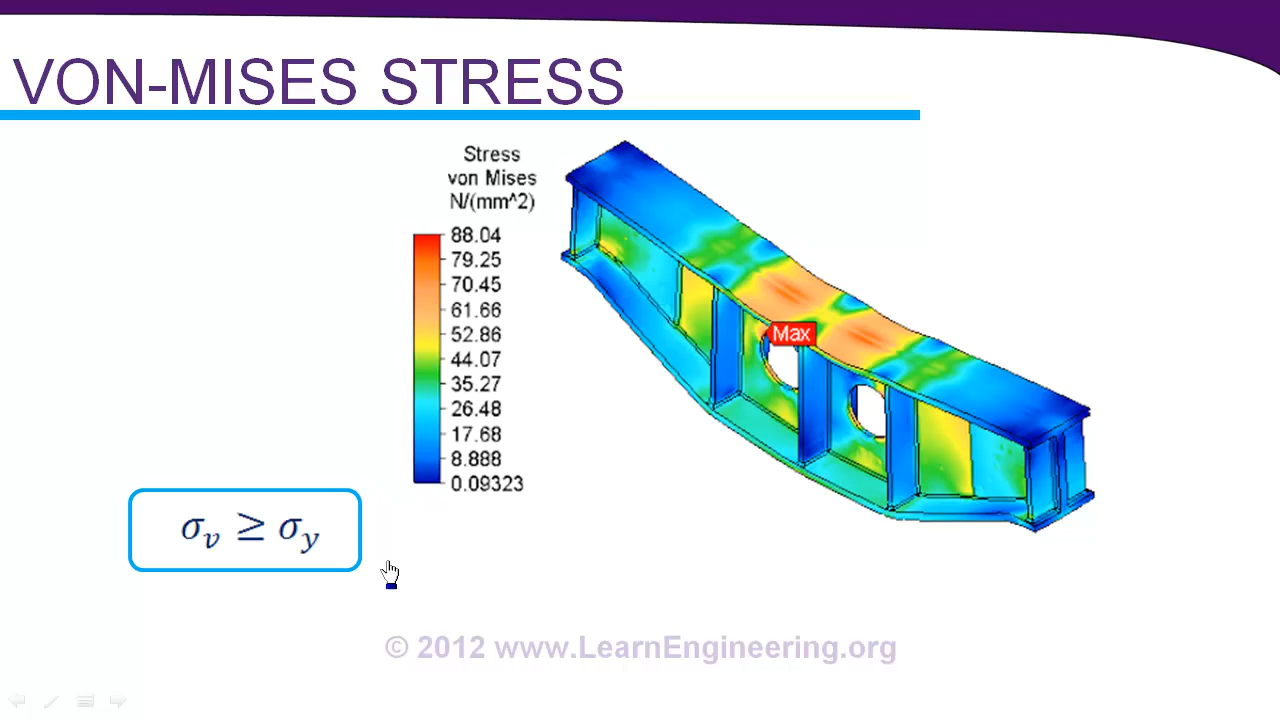 VON-MISES STRESS
Stress
von Mises
N/(mm^2)
88.04
79.25
70.45
61.66
52.86
44.07
35.27
26.48
17.68
8.888
0.09323
Max
σᵥ ≥ σy
© 2012 www.LearnEngineering.org